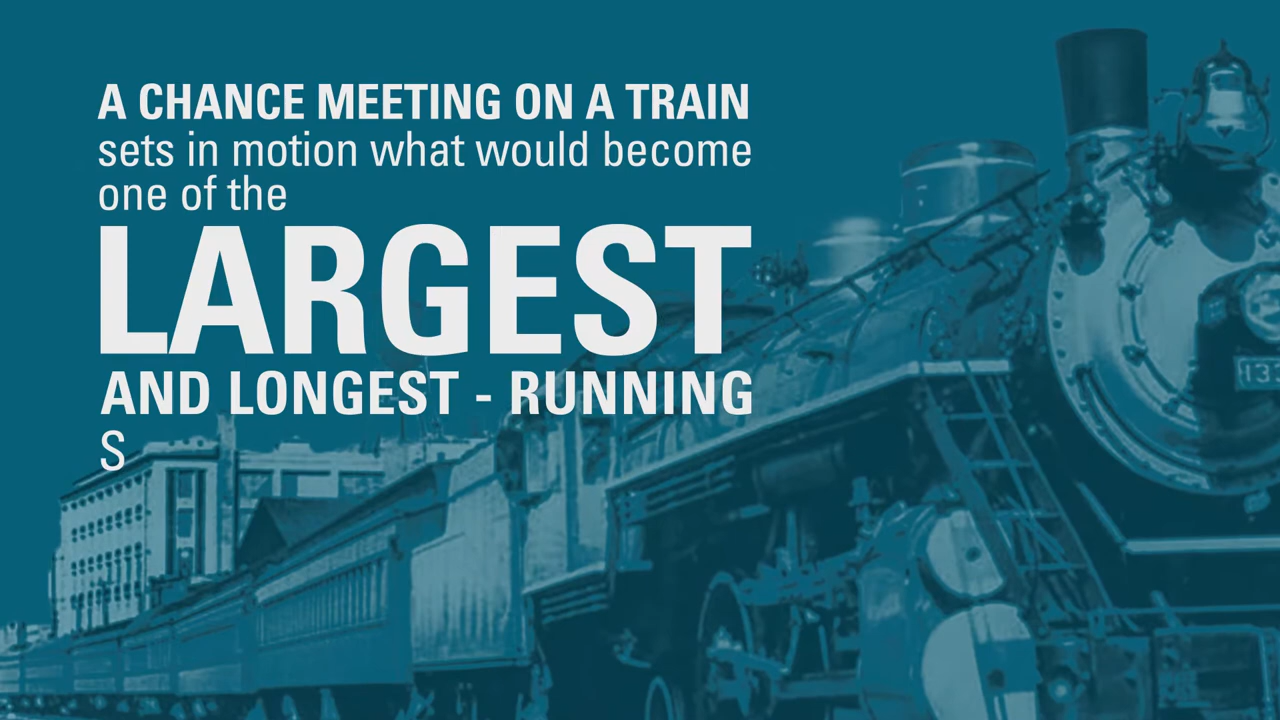 A CHANCE MEETING ON A TRAIN
sets in motion what would become
one of the
LARGEST
AND LONGEST - RUNNING
S